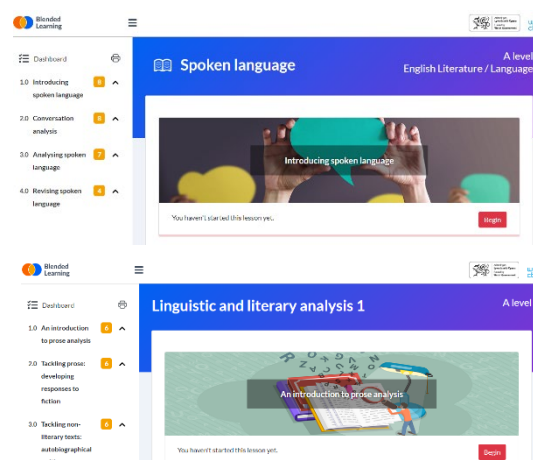 Blended
Learning
Dashboard
1.0 Introducing
spoken language
8
2.0 Conversation
analysis
8
3.0 Analysing spoken
language
7
4.0 Revising spoken
language
4
Spoken language
A level
English Literature / Language
Introducing spoken language
You haven't started this lesson yet.
Begin
Blended
Learning
Dashboard
1.0 An introduction
to prose analysis
6
2.0 Tackling prose:
developing
responses to
fiction
6
3.0 Tackling non-
literary texts:
autobiographical
6
Linguistic and literary analysis 1
A level
An introduction to prose analysis
You haven't started this lesson yet.
Begin